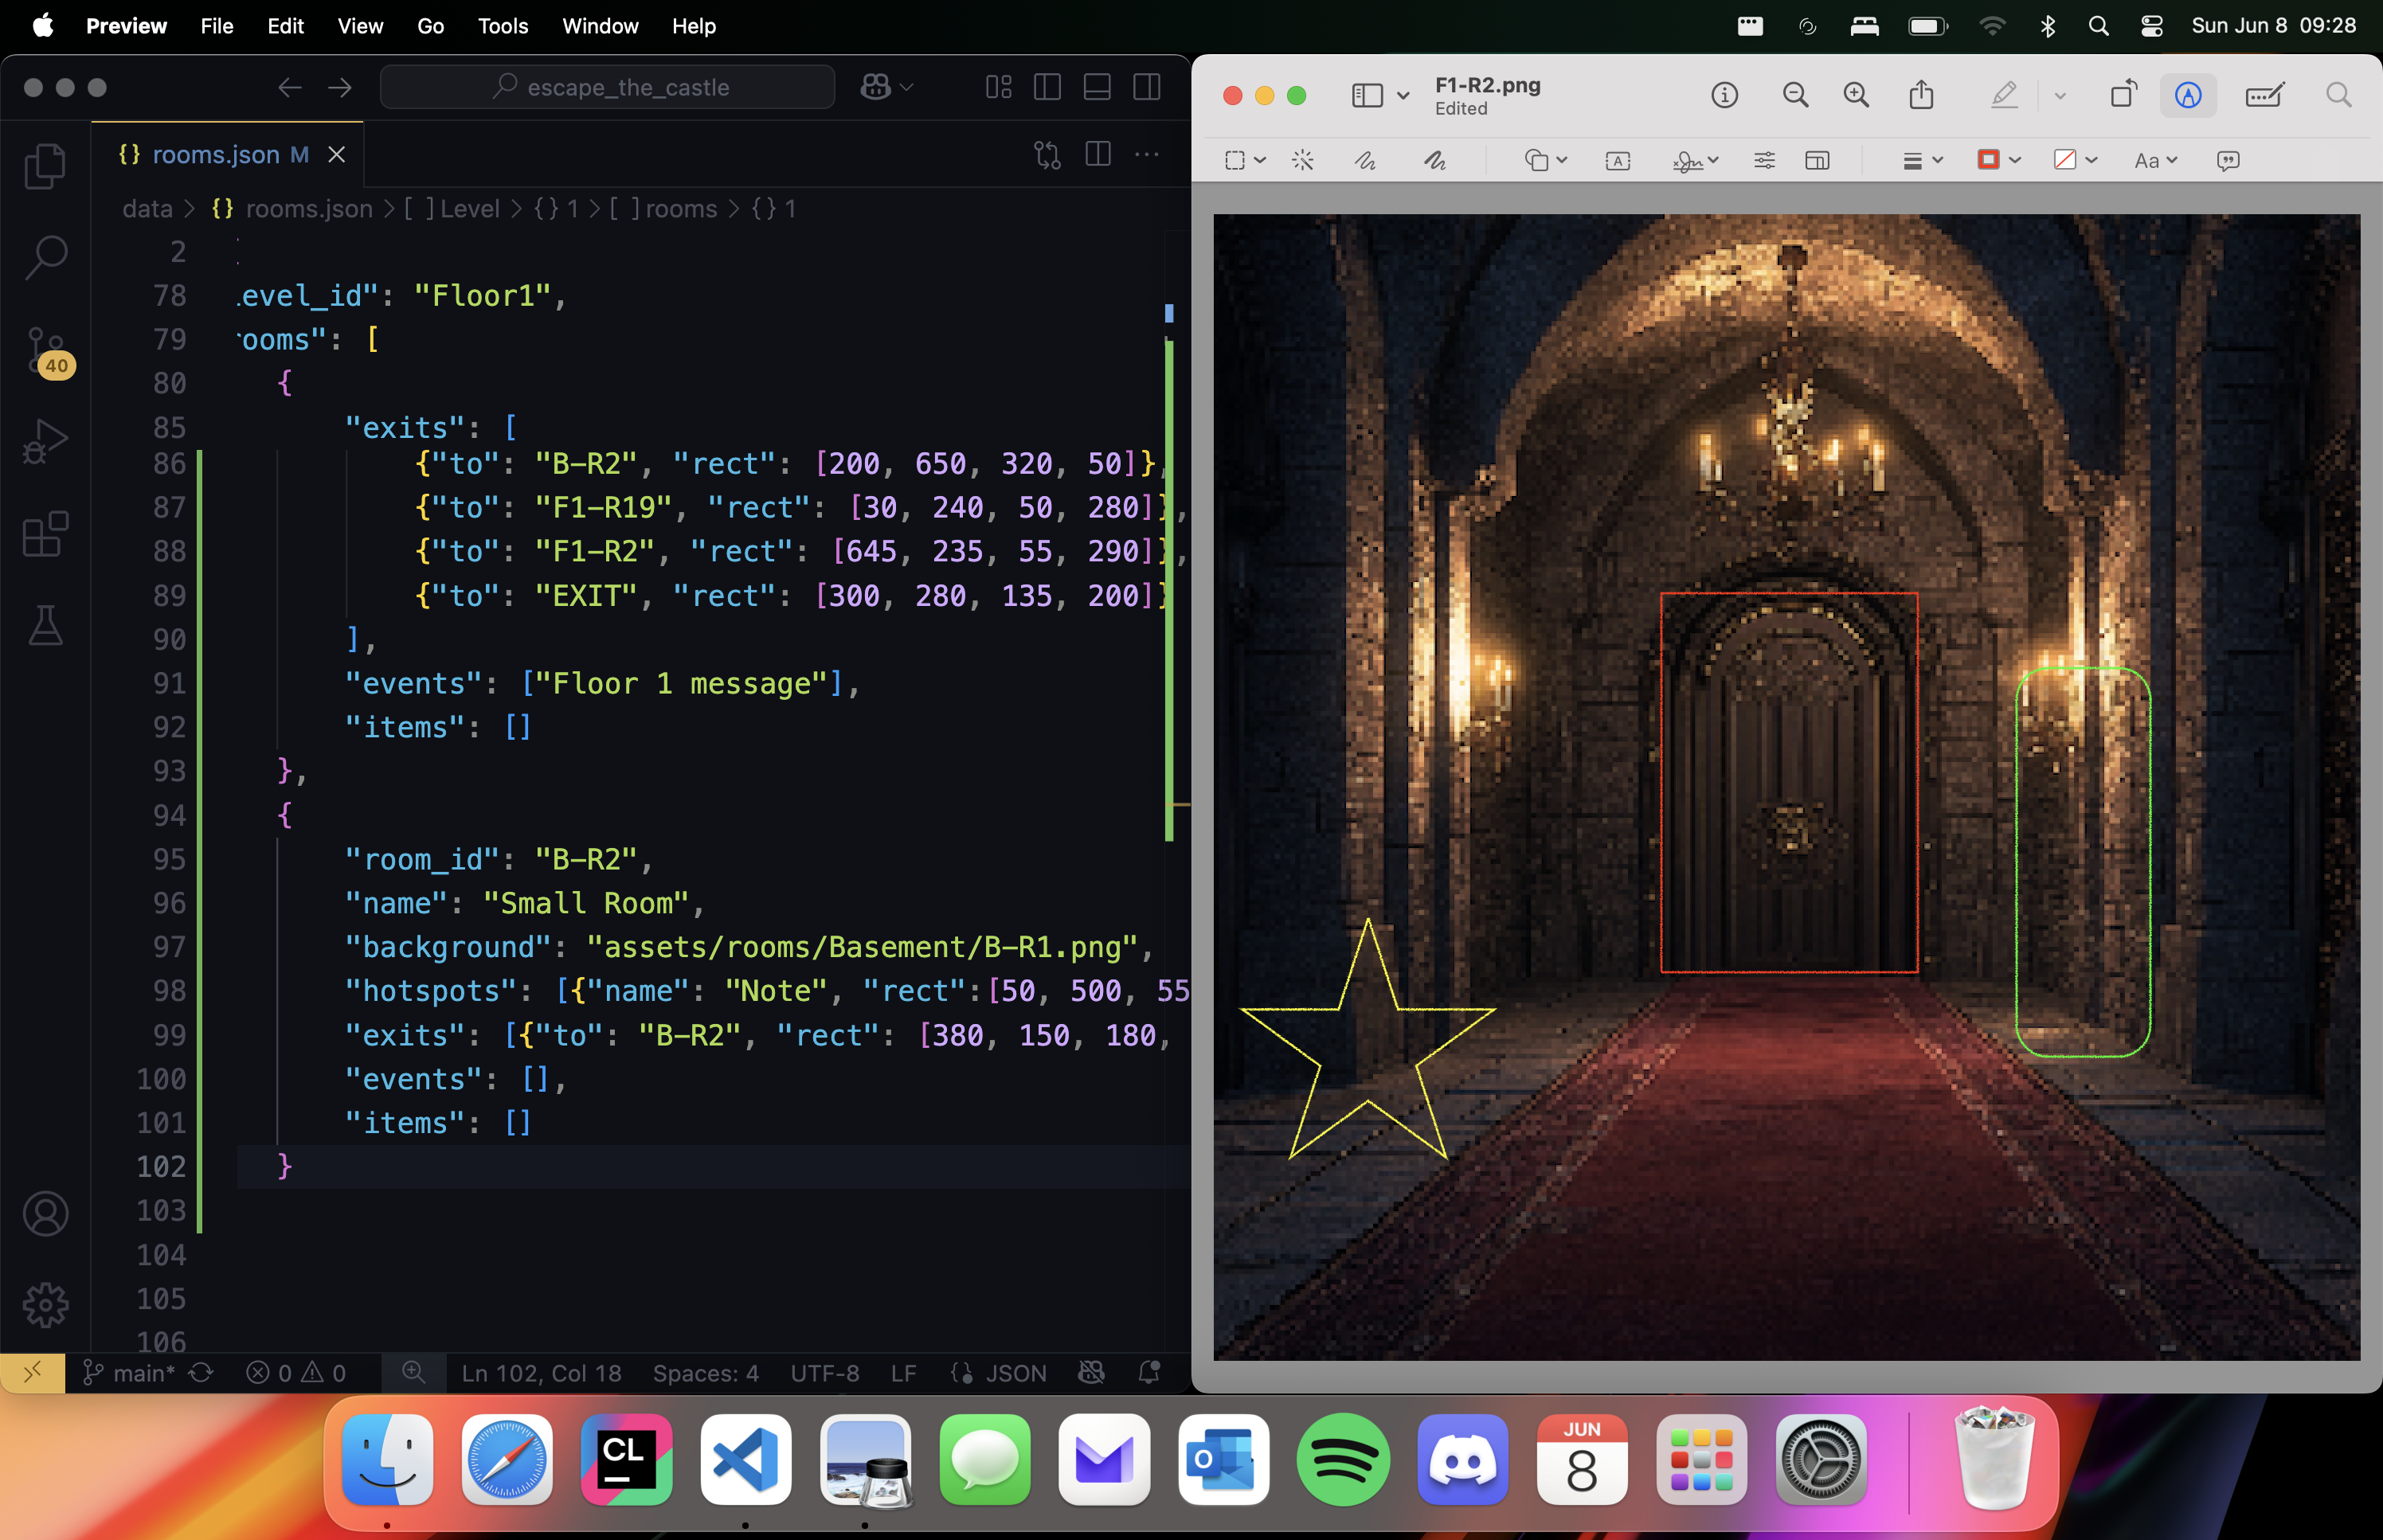 Preview File Edit View Go Tools Window Help Sun Jun 8 09:28
escape_the_castle
F1-R2.png
Edited
{} rooms.json M
A
Aa
data > {} rooms.json > [ ] Level > {} 1 > [ ] rooms > {} 1
2
78 evel_id": "Floor1",
79 ooms": [
80 {
85 "exits": [
86 {"to": "B-R2", "rect": [200, 650, 320, 50]},
87 {"to": "F1-R19", "rect": [30, 240, 50, 280]},
88 {"to": "F1-R2", "rect": [645, 235, 55, 290]},
89 {"to": "EXIT", "rect": [300, 280, 135, 200]}
90 ],
91 "events": ["Floor 1 message"],
92 "items": []
93 },
94 {
95 "room_id": "B-R2",
96 "name": "Small Room",
97 "background": "assets/rooms/Basement/B-R1.png",
98 "hotspots": [{"name": "Note", "rect":[50, 500, 55
99 "exits": [{"to": "B-R2", "rect": [380, 150, 180,
100 "events": [],
101 "items": []
102 }
103
104
105
106
40
main* 0 0 Ln 102, Col 18 Spaces: 4 UTF-8 LF {} JSON
CL
O
JUN
8